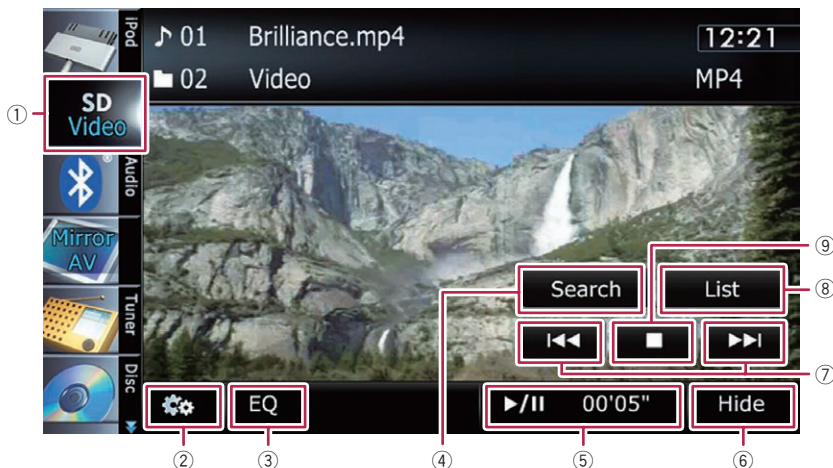 iPod
♪ 01 Brilliance.mp4 12:21
02 Video MP4
①
SD
Video
Audio
Mirror
AV
⑨
Search List
⑧
④
⑦
Tuner
Disc
EQ ▶/II 00'05" Hide
② ③ ⑤ ⑥